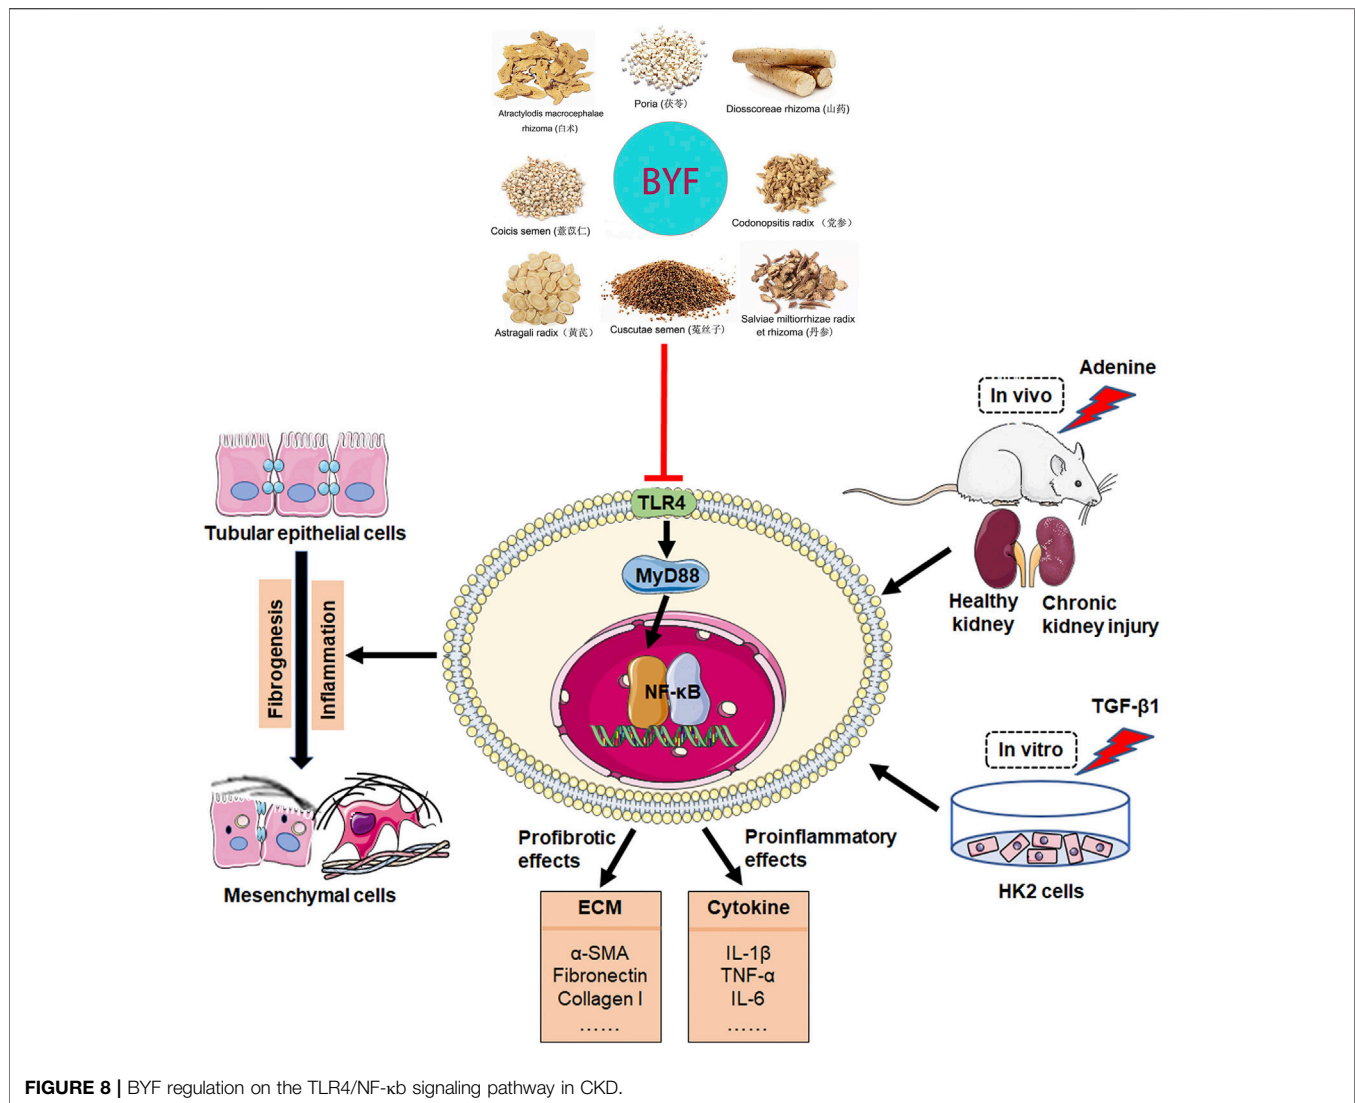 Atractylodis macrocephalae
rhizoma (白术)
Poria (茯苓)
Diosscoreae rhizoma (山药)
BYF
Coicis semen (薏苡仁)
Codonopsitis radix （党参）
Astragali radix（黄芪）
Cuscutae semen (菟丝子)
Salviae miltiorrhizae radix
et rhizoma (丹参)
Adenine
In vivo
TLR4
Tubular epithelial cells
MyD88
Healthy
kidney
Chronic
kidney injury
Fibrogenesis
Inflammation
NF-κB
TGF-β1
In vitro
Profibrotic
effects
Proinflammatory
effects
Mesenchymal cells
HK2 cells
ECM
α-SMA
Fibronectin
Collagen I
……
Cytokine
IL-1β
TNF-α
IL-6
……
FIGURE 8 | BYF regulation on the TLR4/NF-κb signaling pathway in CKD.